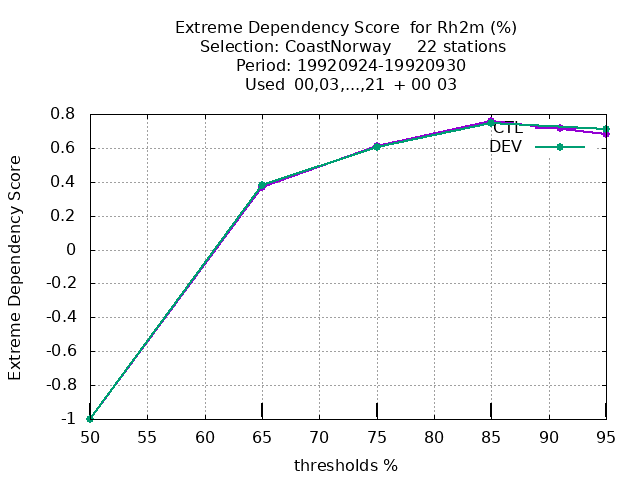 Extreme Dependency Score  for Rh2m (%)
Selection: CoastNorway     22 stations
Period: 19920924-19920930
Used  00,03,...,21  + 00 03
0.8
0.6
0.4
0.2
0
-0.2
-0.4
-0.6
-0.8
-1
Extreme Dependency Score
CTL
DEV
50 55 60 65 70 75 80 85 90 95
thresholds %